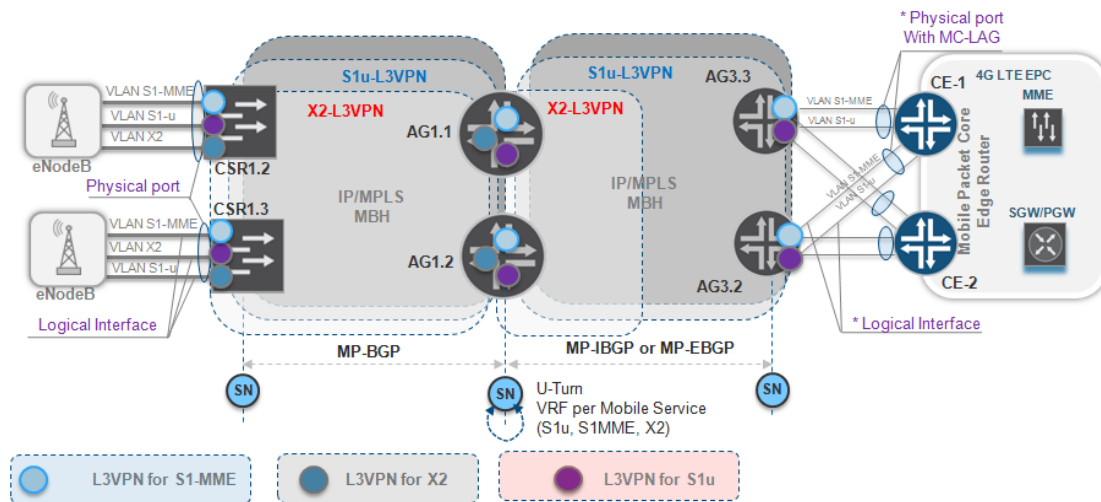 * Physical port
With MC-LAG
S1u-L3VPN
S1u-L3VPN
AG3.3
CE-1
4G LTE EPC
MME
VLAN S1-MME
VLAN S1-u
VLAN X2
eNodeB
X2-L3VPN
X2-L3VPN
AG1.1
VLAN S1-MME
VLAN S1-u
CSR1.2
Physical port
CSR1.3
IP/MPLS
MBH
IP/MPLS
MBH
VLAN S1-MME
VLAN S1-u
Mobile Packet Core
Edge Router
VLAN S1-MME
VLAN X2
VLAN S1-u
eNodeB
AG1.2
AG3.2
SGW/PGW
CE-2
Logical Interface
* Logical Interface
MP-BGP
MP-IBGP or MP-EBGP
SN
SN
SN
U-Turn
VRF per Mobile Service
(S1u, S1MME, X2)
L3VPN for S1-MME
L3VPN for X2
L3VPN for S1u